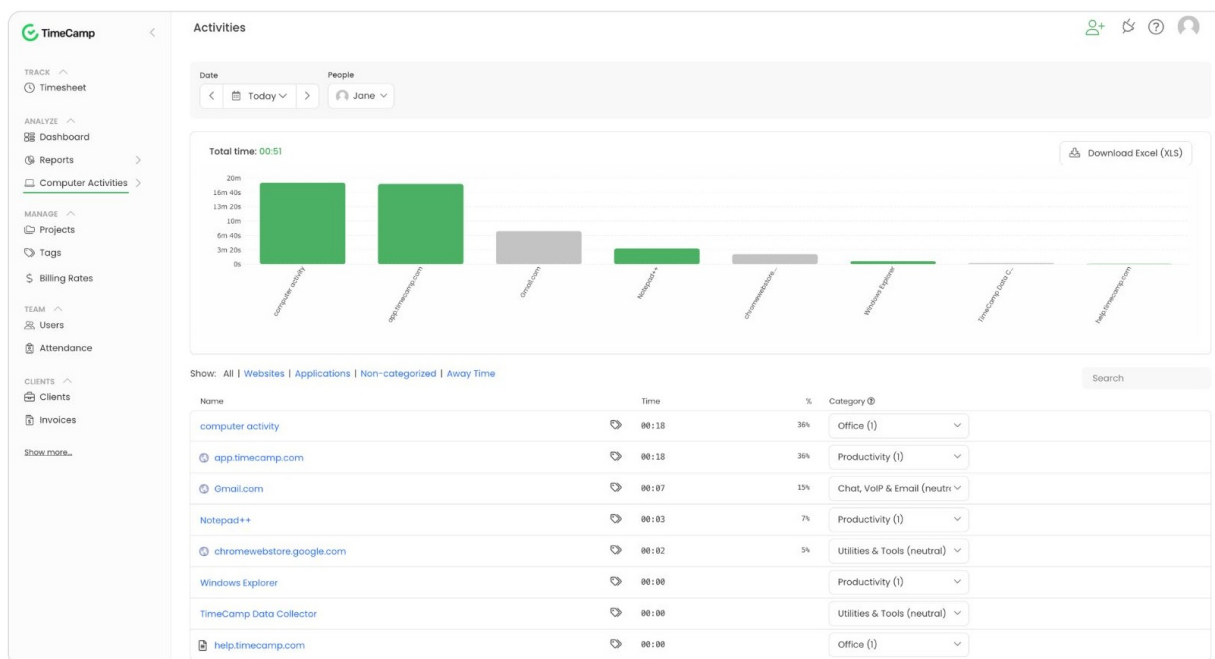 TimeCamp
Activities
TRACK
Timesheet
ANALYZE
Dashboard
Reports
Computer Activities
MANAGE
Projects
Tags
Billing Rates
TEAM
Users
Attendance
CLIENTS
Clients
Invoices
Show more...
Date
People
Today
Jane
Total time: 00:51
Download Excel (XLS)
20m
16m 40s
13m 20s
10m
6m 40s
3m 20s
0s
computer activity
app.timecamp.com
Gmail.com
Notepad++
chromewebstore...
Windows Explorer
TimeCamp Data C...
help.timecamp.com
Show: All | Websites | Applications | Non-categorized | Away Time
Search
Name Time % Category
computer activity 00:18 36% Office (1)
app.timecamp.com 00:18 36% Productivity (1)
Gmail.com 00:07 15% Chat, VoIP & Email (neutr
Notepad++ 00:03 7% Productivity (1)
chromewebstore.google.com 00:02 5% Utilities & Tools (neutral)
Windows Explorer 00:00 Productivity (1)
TimeCamp Data Collector 00:00 Utilities & Tools (neutral)
help.timecamp.com 00:00 Office (1)